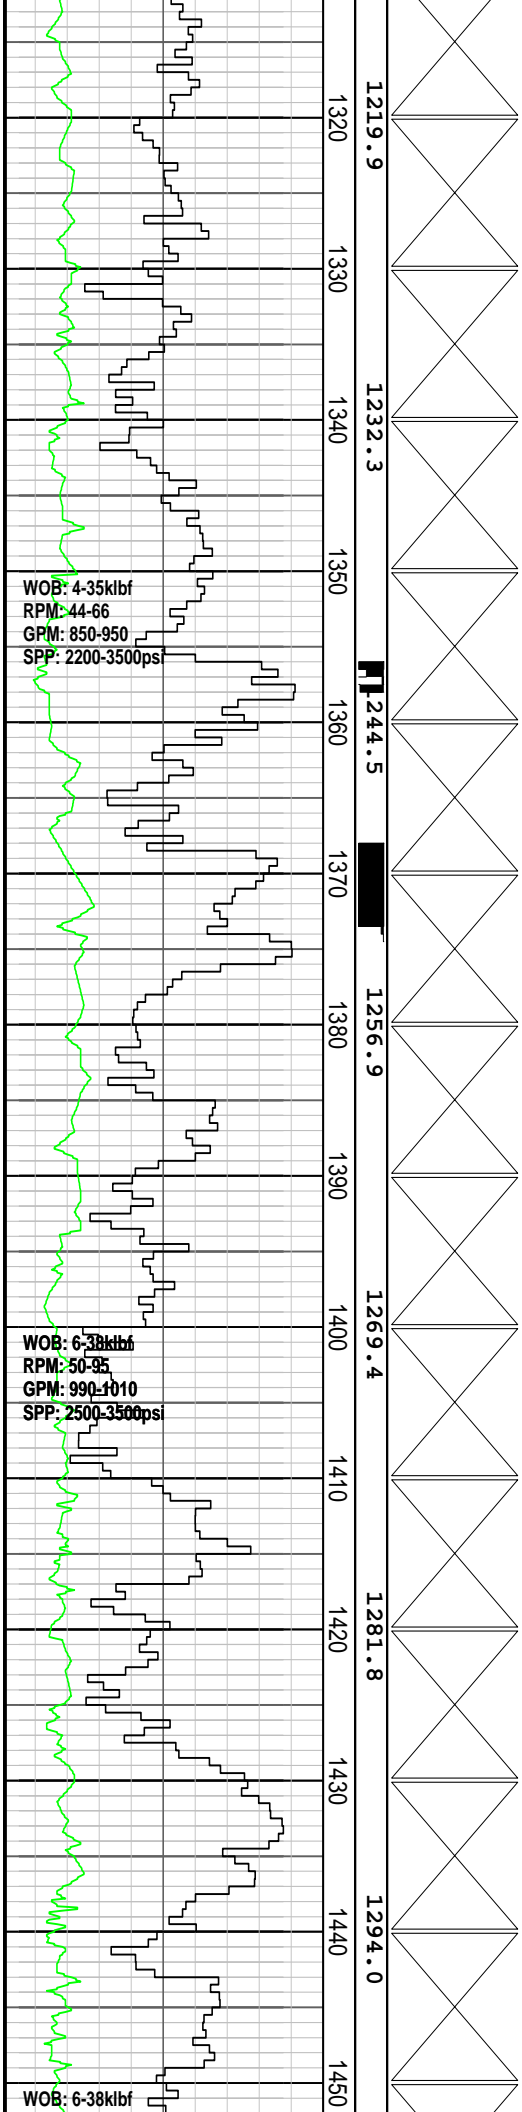 1320
1219.9
1330
1340
1232.3
1350
WOB: 4-35klbf
RPM: 44-66
GPM: 850-950
SPP: 2200-3500psi
1360
1244.5
1370
1380
1256.9
1390
1400
1269.4
WOB: 6-38klbf
RPM: 50-95
GPM: 990-1010
SPP: 2500-3500psi
1410
1420
1281.8
1430
1440
1294.0
1450
WOB: 6-38klbf